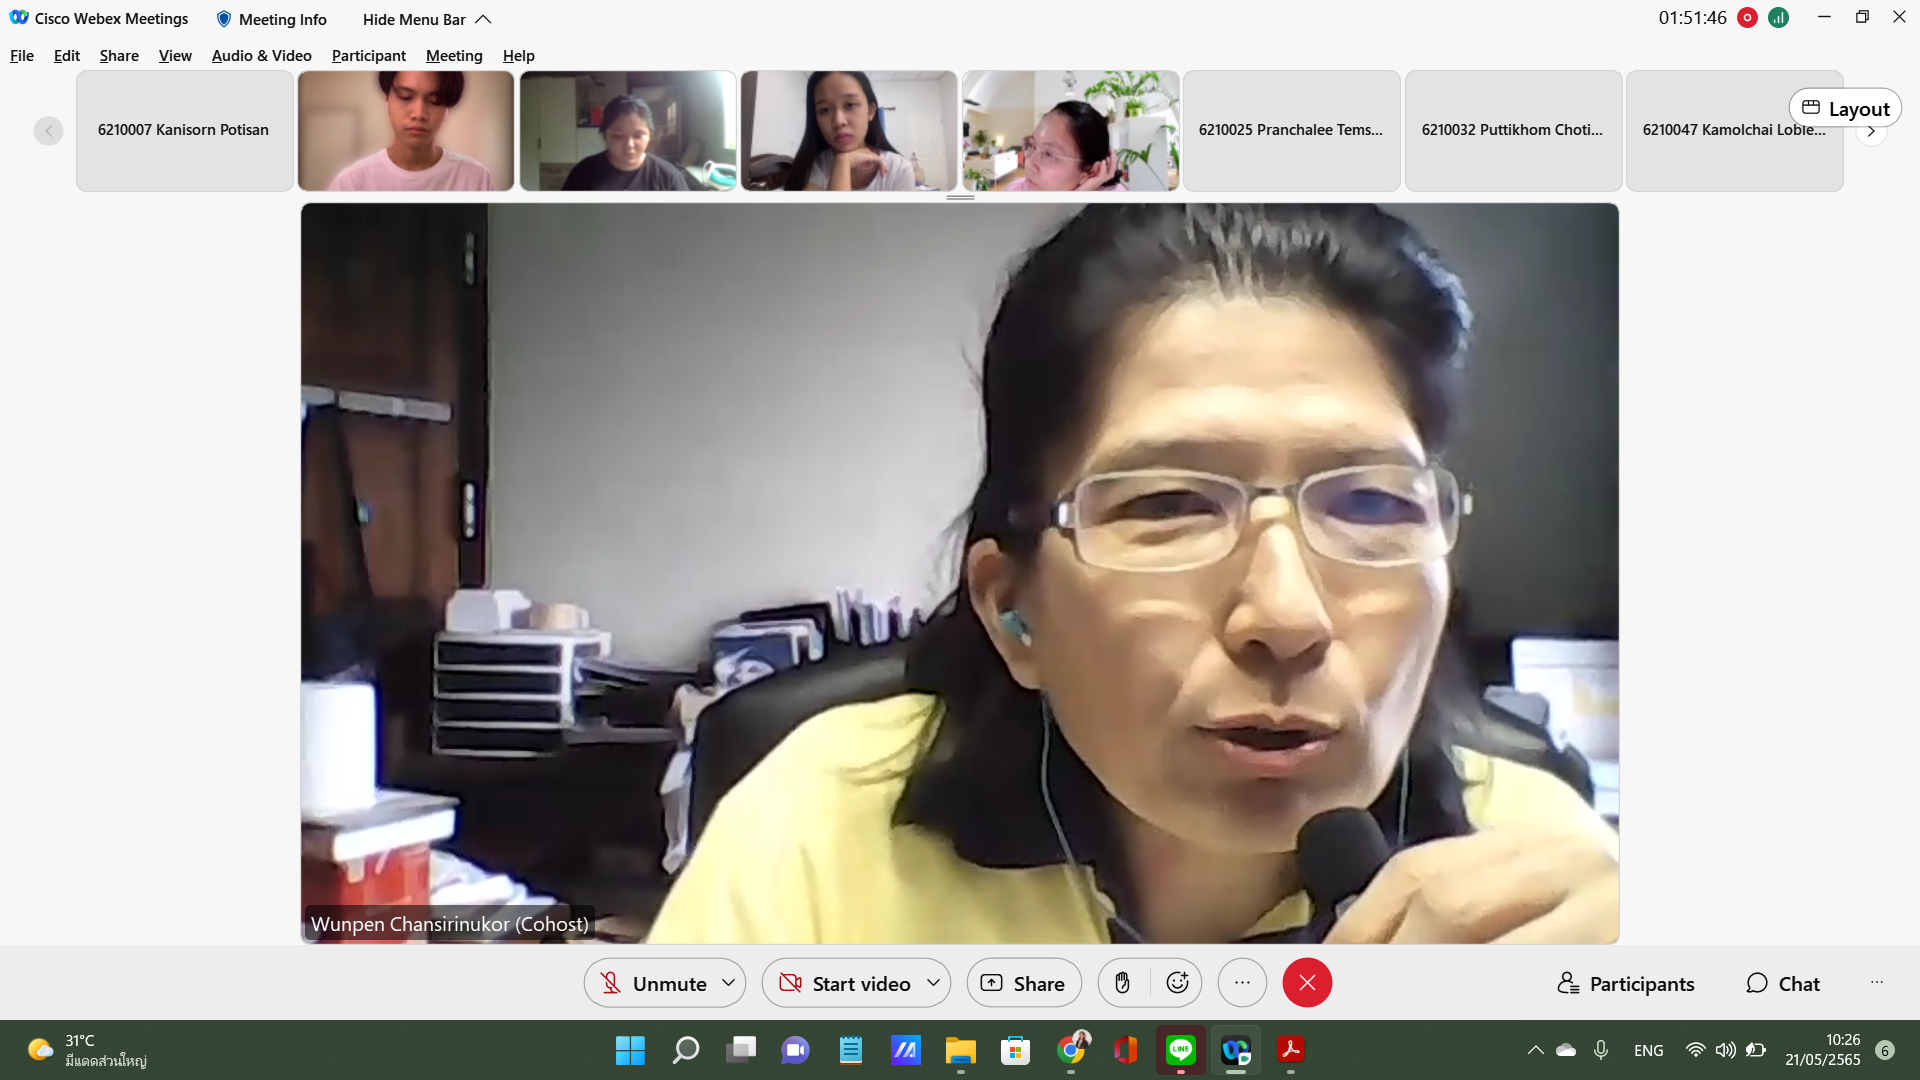 Cisco Webex Meetings
Meeting Info
Hide Menu Bar
01:51:46
File Edit Share View Audio & Video Participant Meeting Help
6210007 Kanisorn Potisan
6210025 Pranchalee Tems...
6210032 Puttikhom Choti...
6210047 Kamolchai Loble...
Layout
Wunpen Chansirinukor (Cohost)
Unmute
Start video
Share
Participants
Chat
31°C
มีแดดส่วนใหญ่
LINE
ENG
10:26
21/05/2565
6